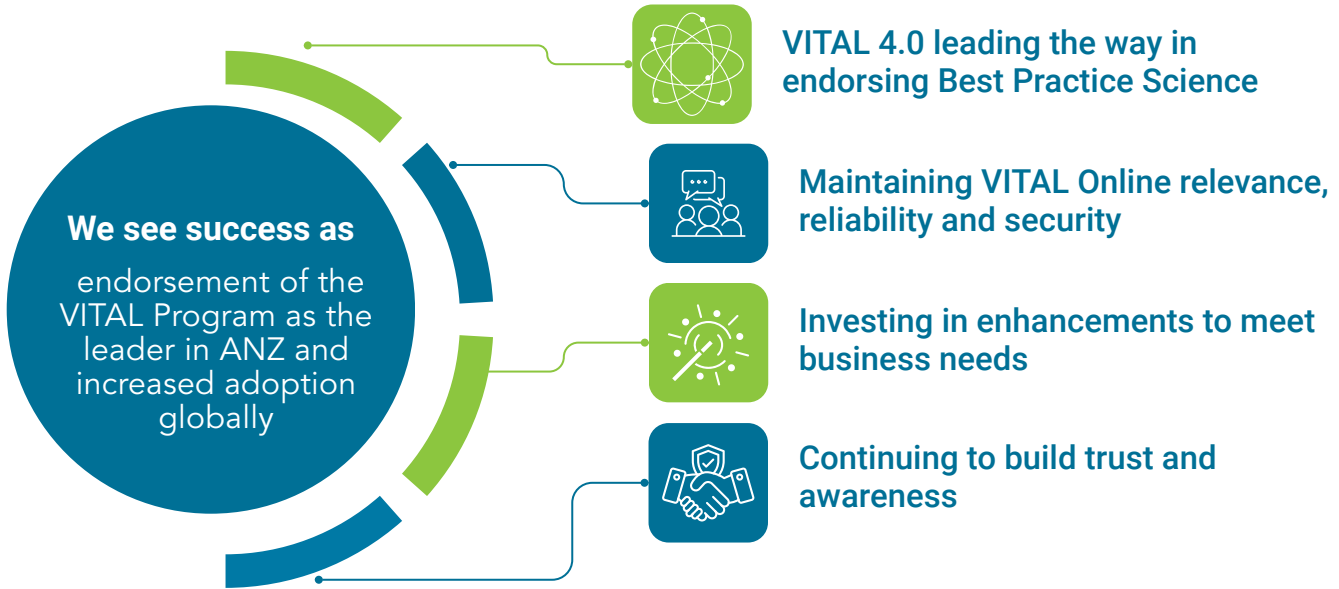 We see success as
endorsement of the
VITAL Program as the
leader in ANZ and
increased adoption
globally
VITAL 4.0 leading the way in
endorsing Best Practice Science
Maintaining VITAL Online relevance,
reliability and security
Investing in enhancements to meet
business needs
Continuing to build trust and
awareness